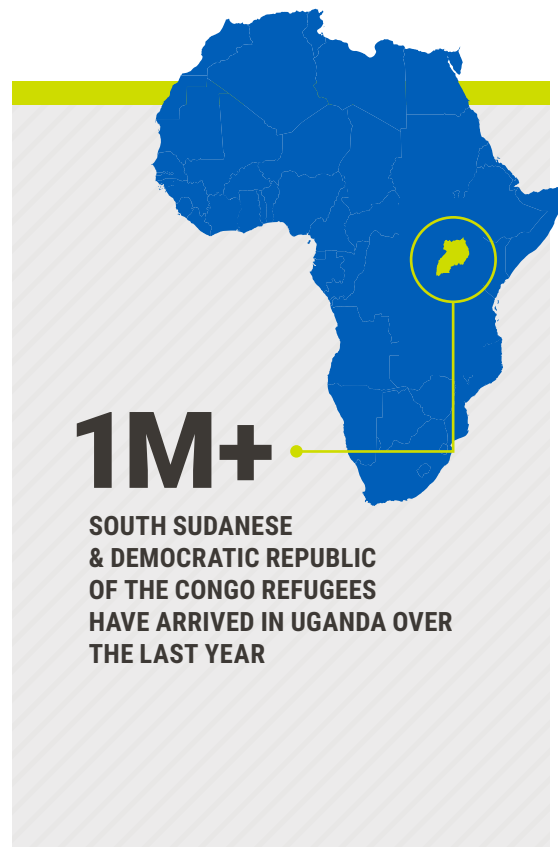 1M+
SOUTH SUDANESE
& DEMOCRATIC REPUBLIC
OF THE CONGO REFUGEES
HAVE ARRIVED IN UGANDA OVER
THE LAST YEAR